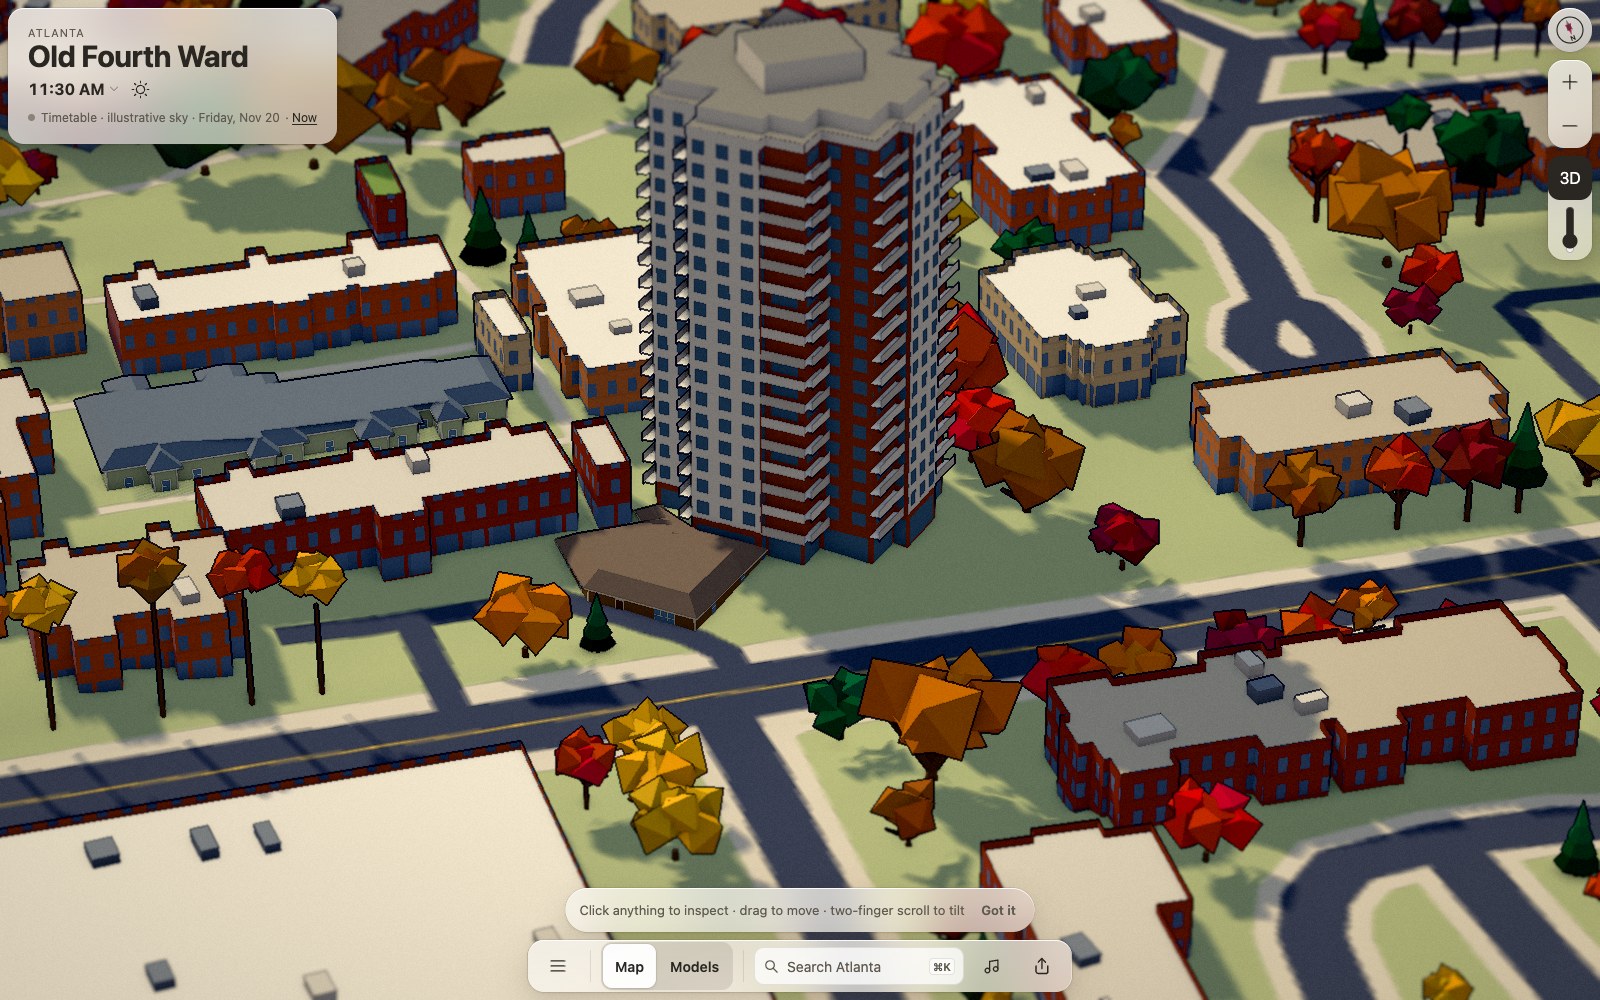 ATLANTA
Old Fourth Ward
11:30 AM
Timetable · illustrative sky · Friday, Nov 20 · Now
N
+
−
3D
Click anything to inspect · drag to move · two-finger scroll to tilt Got it
Map Models Search Atlanta ⌘K